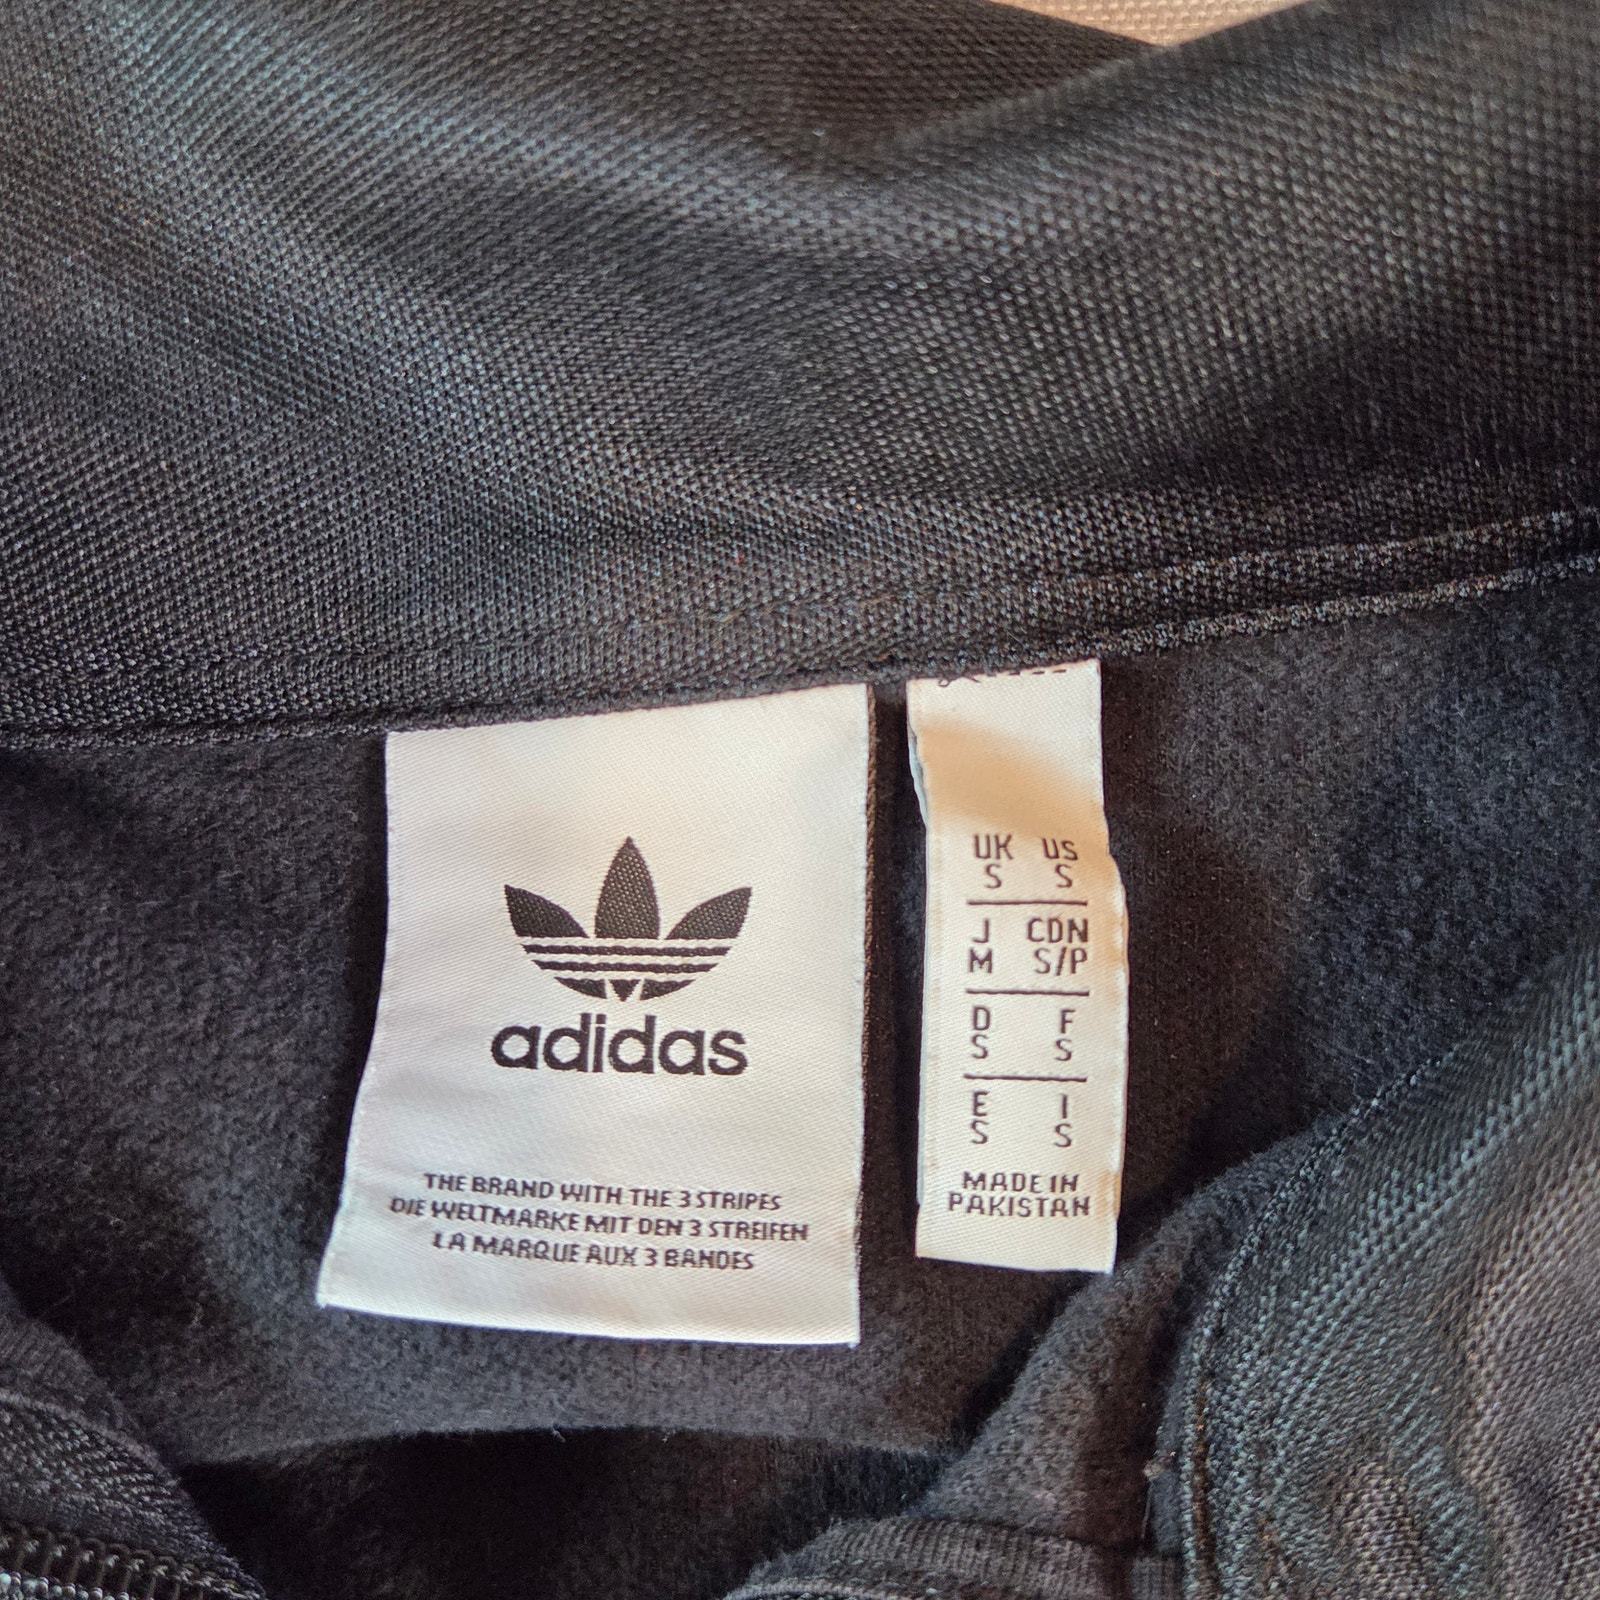 adidas
THE BRAND WITH THE 3 STRIPES
DIE WELTMARKE MIT DEN 3 STREIFEN
LA MARQUE AUX 3 BANDES
UK US
S S
J CDN
M S/P
D F
S S
E I
S S
MADE IN
PAKISTAN